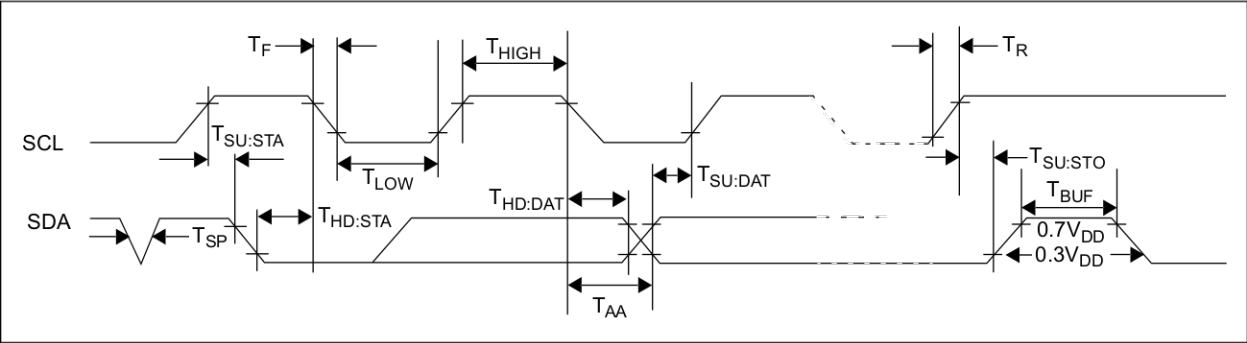 TF
THIGH
TR
SCL
TSU:STA
TLOW
TSU:DAT
TSU:STO
SDA
TSP
THD:STA
THD:DAT
TBUF
0.7VDD
0.3VDD
TAA